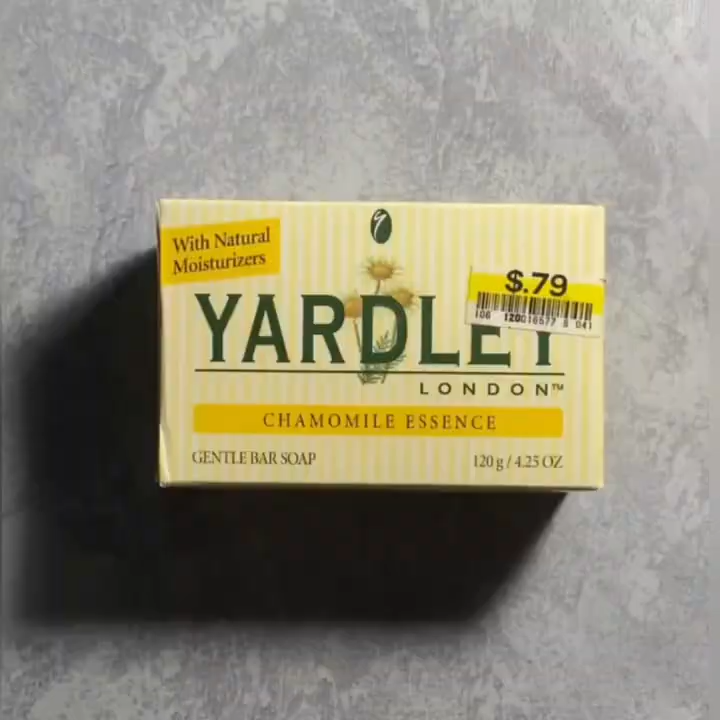 With Natural
Moisturizers
$.79
YARDLEY
LONDON™
CHAMOMILE ESSENCE
GENTLE BAR SOAP
120 g / 4.25 OZ